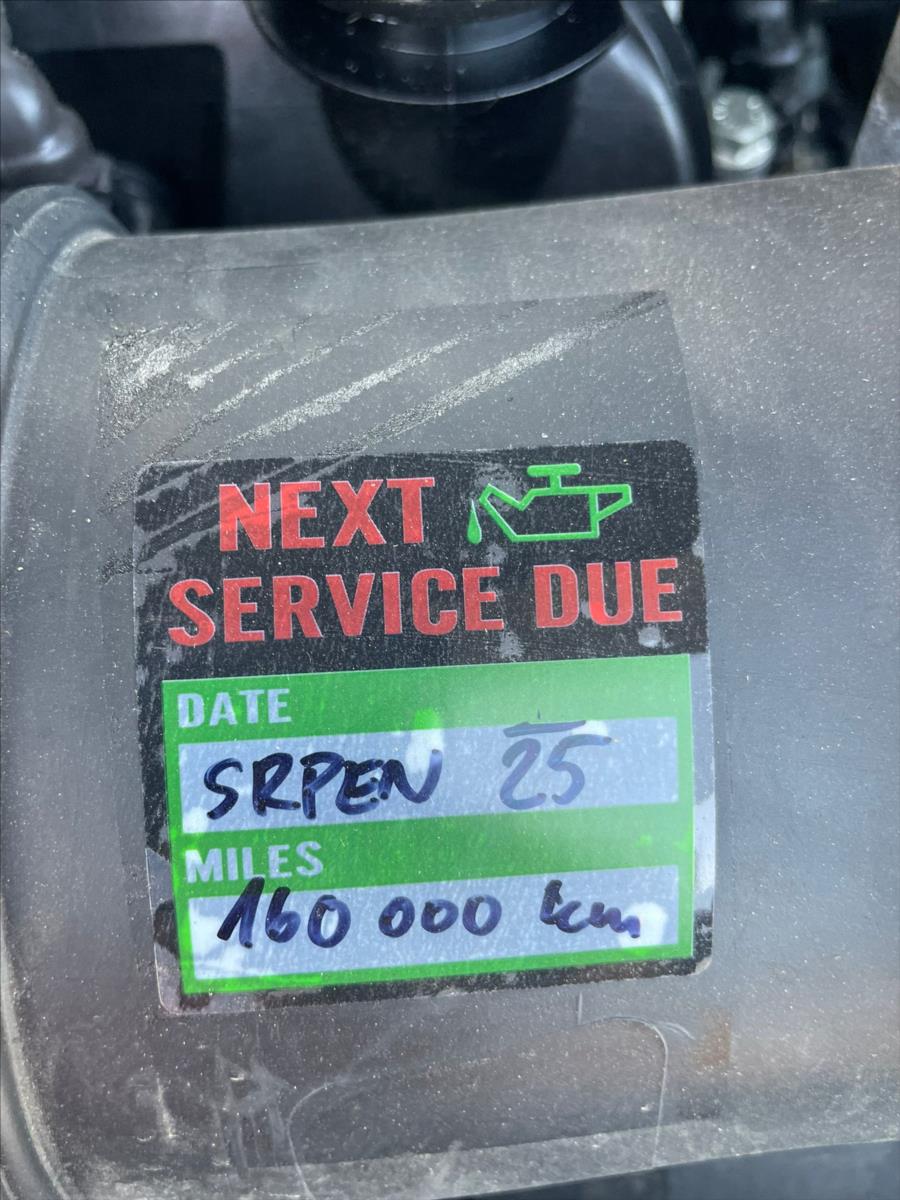 NEXT
SERVICE DUE
DATE
SRPEN 25
MILES
160 000 km